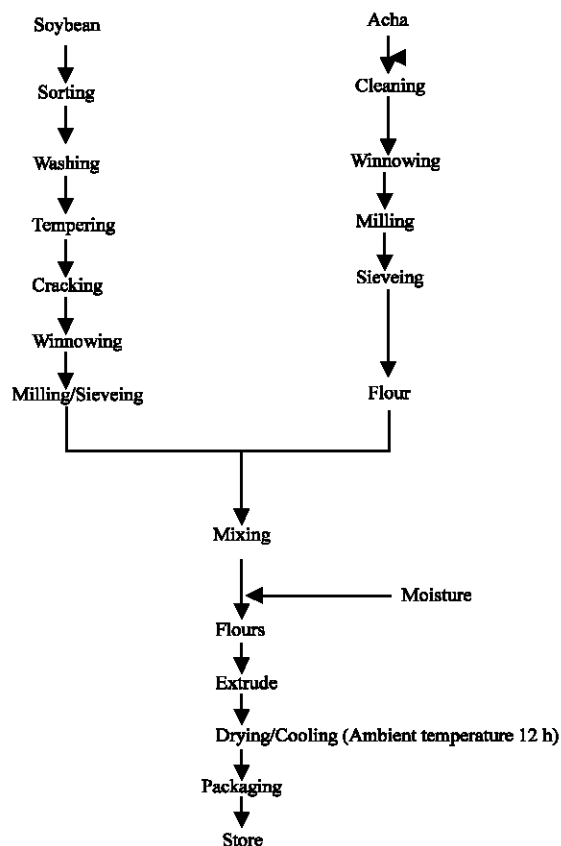 Soybean
Sorting
Washing
Tempering
Cracking
Winnowing
Milling/Sieveing
Acha
Cleaning
Winnowing
Milling
Sieveing
Flour
Mixing
Moisture
Flours
Extrude
Drying/Cooling (Ambient temperature 12 h)
Packaging
Store